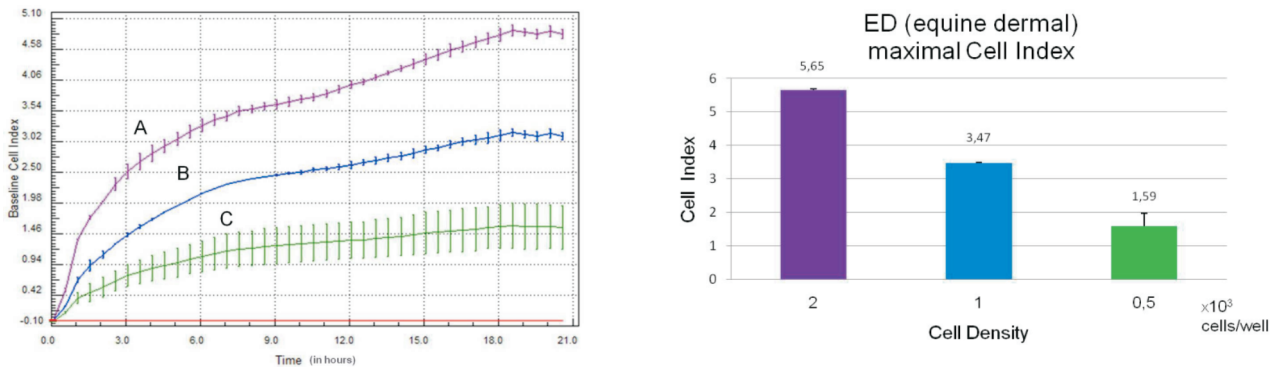 5.10
4.58
4.06
3.54
3.02
2.50
1.98
1.46
0.94
0.42
-0.10
Baseline Cell Index
A
B
C
0.0 3.0 6.0 9.0 12.0 15.0 18.0 21.0
Time (in hours)
ED (equine dermal)
maximal Cell Index
6
5
4
3
2
1
0
Cell Index
5,65
3,47
1,59
2 1 0,5 x10³
cells/well
Cell Density